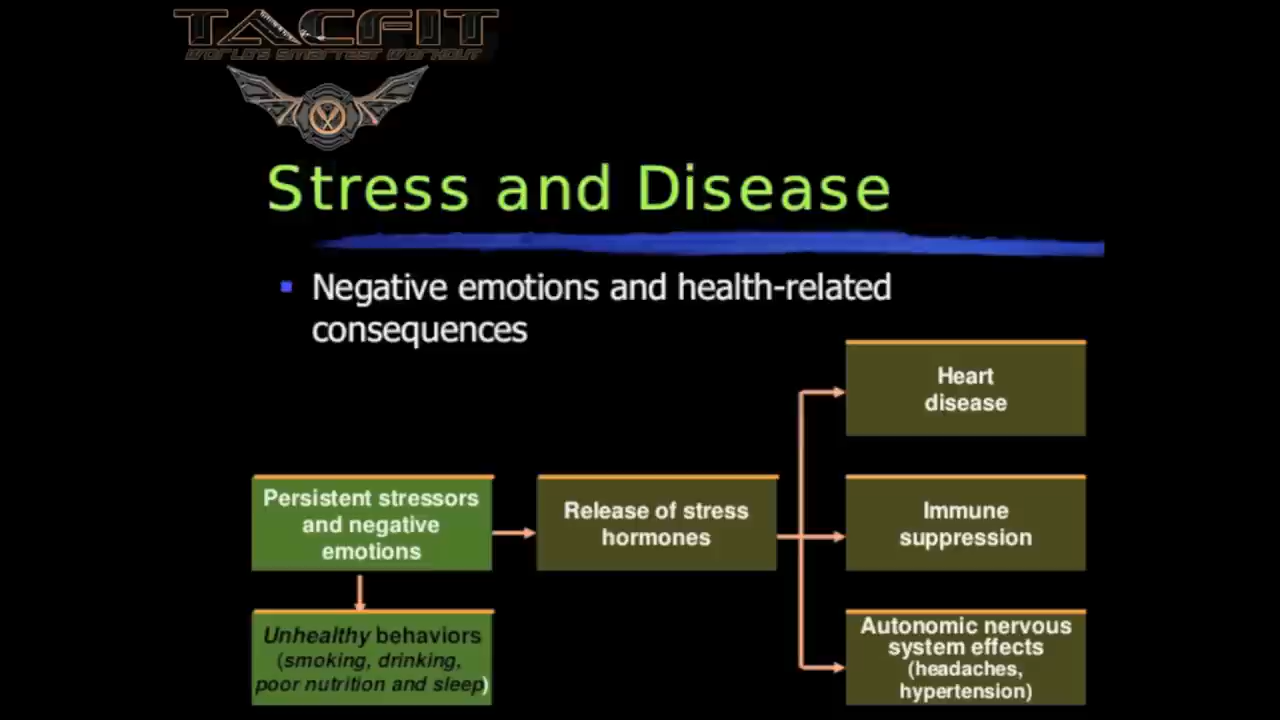 TACFIT
WORLD'S SMARTEST WORKOUT
Stress and Disease
Negative emotions and health-related
consequences
Heart
disease
Persistent stressors
and negative
emotions
Release of stress
hormones
Immune
suppression
Unhealthy behaviors
(smoking, drinking,
poor nutrition and sleep)
Autonomic nervous
system effects
(headaches,
hypertension)